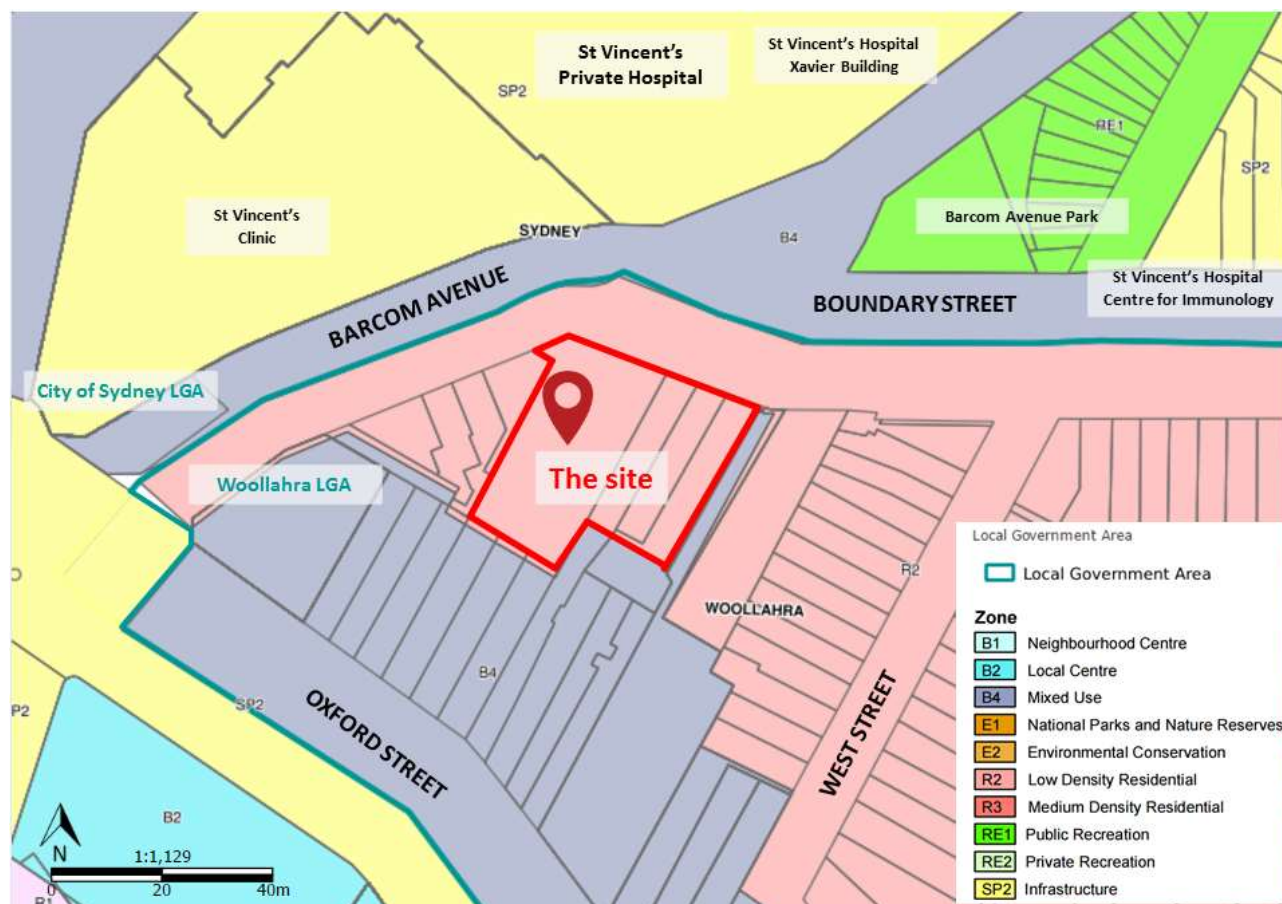 St Vincent's
Private Hospital
St Vincent's Hospital
Xavier Building
SP2
RE1
SP2
St Vincent's
Clinic
SYDNEY
B4
Barcom Avenue Park
BARCOM AVENUE
BOUNDARY STREET
St Vincent's Hospital
Centre for Immunology
City of Sydney LGA
Woollahra LGA
The site
R2
WOOLLAHRA
B4
SP2
OXFORD STREET
WEST STREET
P2
B2
R1
N
1:1,129
0 20 40m
Local Government Area
Local Government Area
Zone
B1 Neighbourhood Centre
B2 Local Centre
B4 Mixed Use
E1 National Parks and Nature Reserves
E2 Environmental Conservation
R2 Low Density Residential
R3 Medium Density Residential
RE1 Public Recreation
RE2 Private Recreation
SP2 Infrastructure